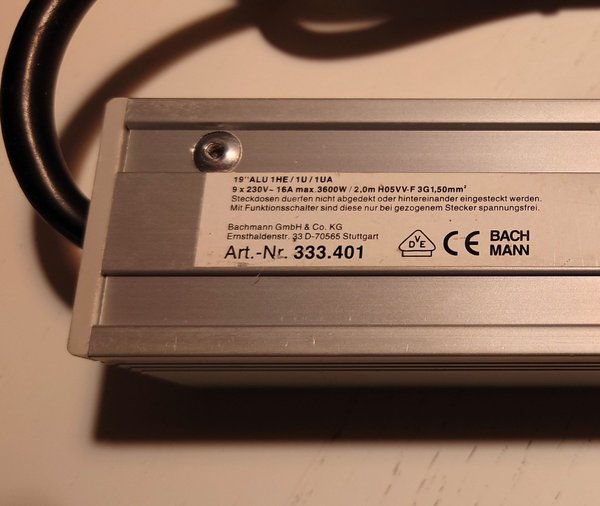 19" ALU 1HE / 1U / 1UA
9 x 230V~ 16A max. 3600W / 2,0m H05VV-F 3G1,50mm²
Steckdosen duerfen nicht abgedekt oder hintereinander eingesteckt werden.
Mit Funktionsschalter sind diese nur bei gezogenem Stecker spannungsfrei.
Bachmann GmbH & Co. KG
Ernsthaldenstr. 33 D-70565 Stuttgart
Art.-Nr. 333.401
VDE CE BACH
MANN